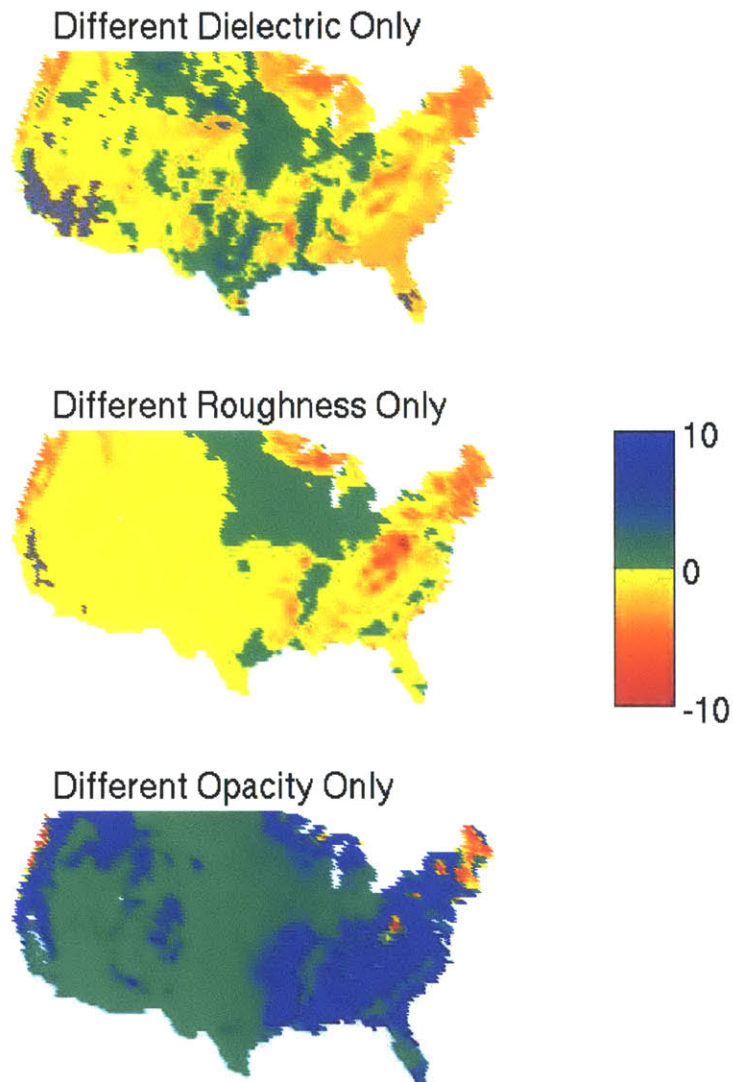 Different Dielectric Only
Different Roughness Only
10
0
-10
Different Opacity Only